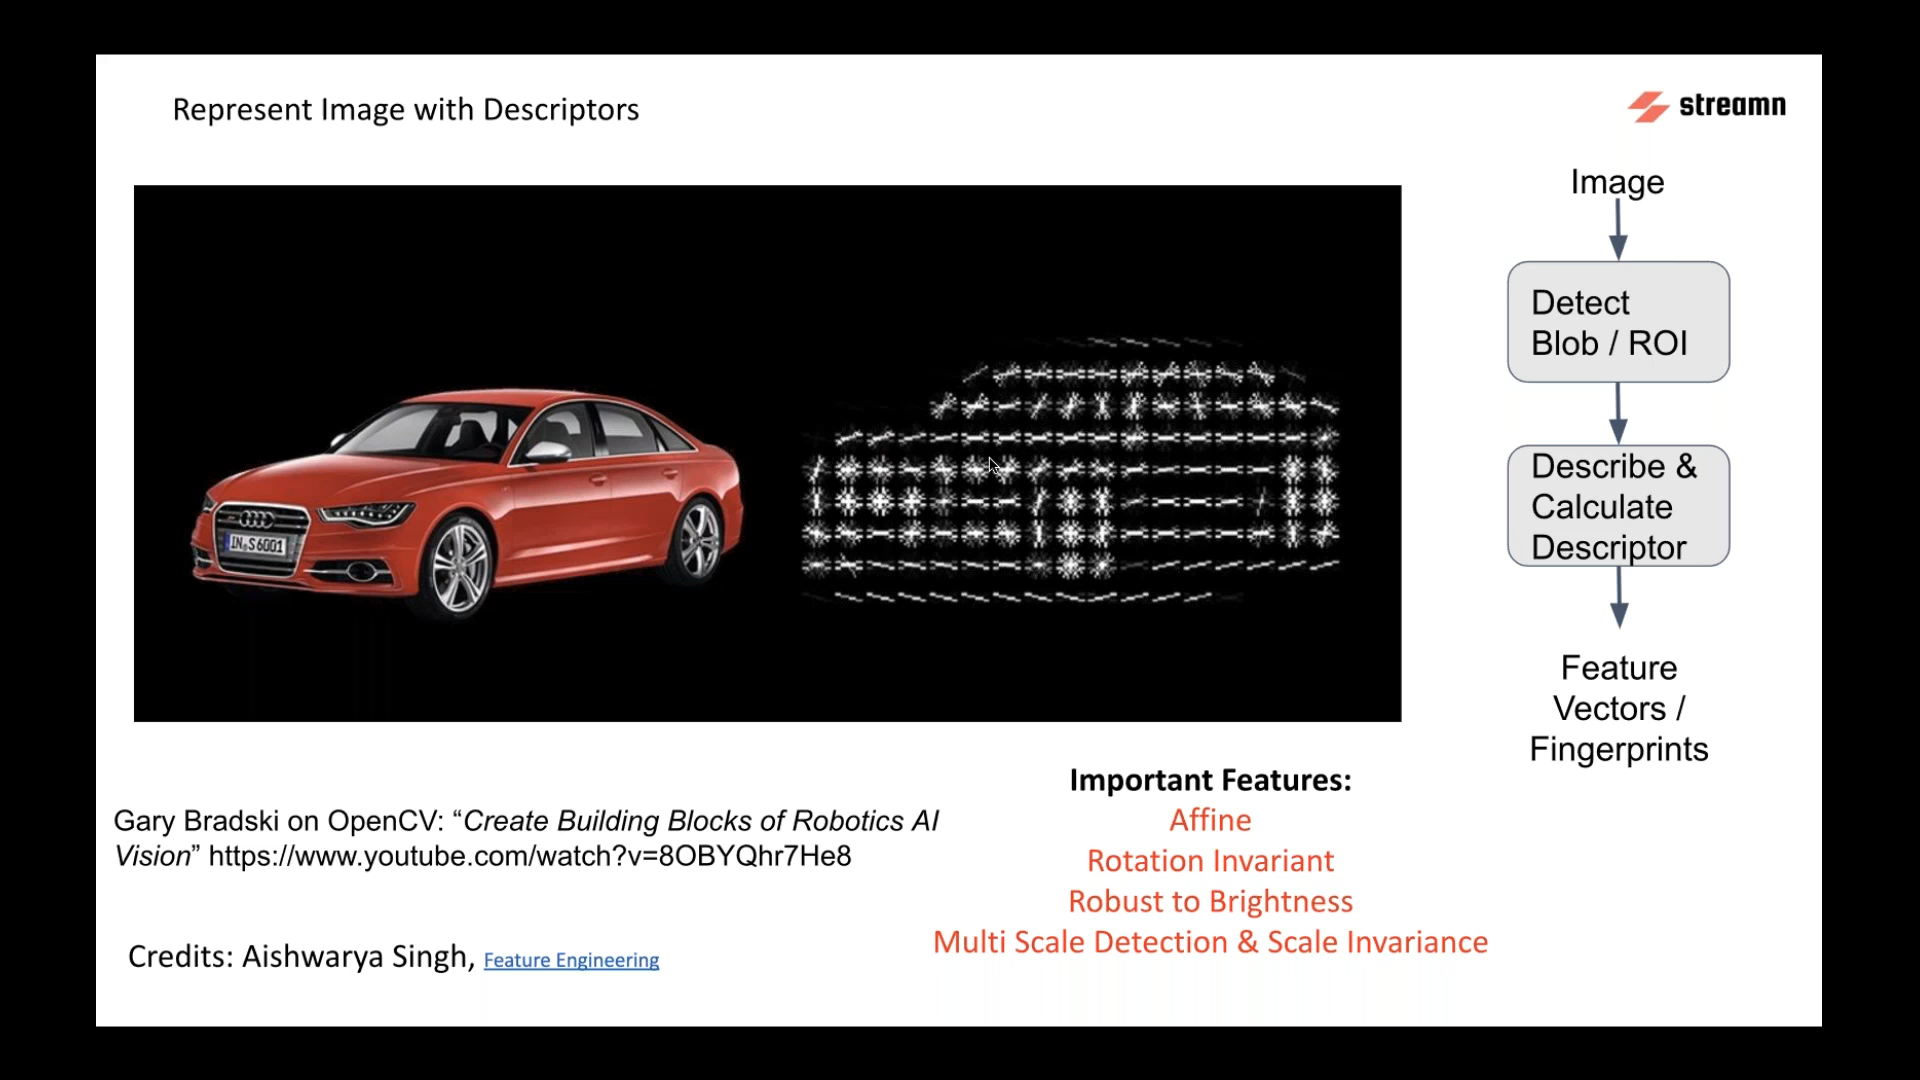 Represent Image with Descriptors
streamn
IN S 6001
Image
Detect
Blob / ROI
Describe &
Calculate
Descriptor
Feature
Vectors /
Fingerprints
Important Features:
Affine
Rotation Invariant
Robust to Brightness
Multi Scale Detection & Scale Invariance
Gary Bradski on OpenCV: “Create Building Blocks of Robotics AI
Vision” https://www.youtube.com/watch?v=8OBYQhr7He8
Credits: Aishwarya Singh, Feature Engineering